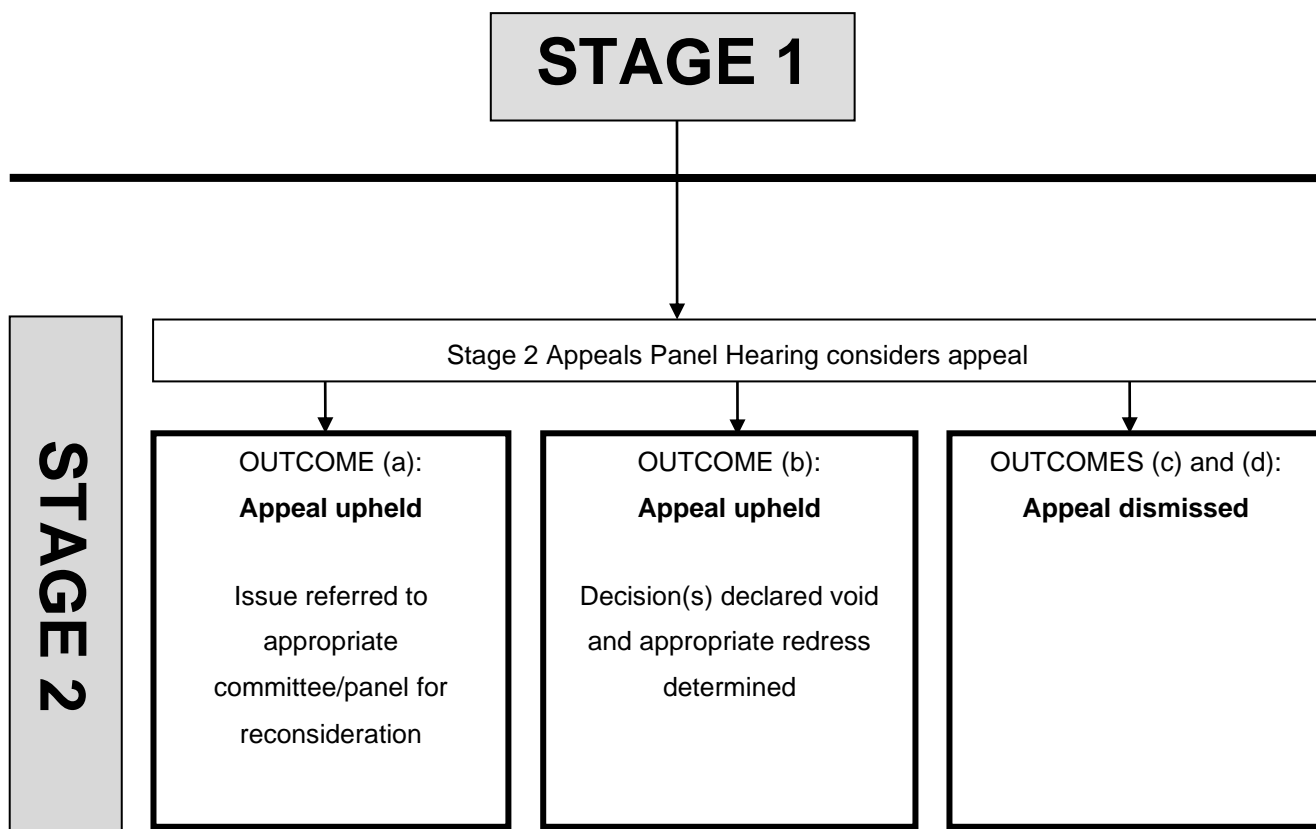 STAGE 1
STAGE 2
Stage 2 Appeals Panel Hearing considers appeal
OUTCOME (a):
Appeal upheld
Issue referred to
appropriate
committee/panel for
reconsideration
OUTCOME (b):
Appeal upheld
Decision(s) declared void
and appropriate redress
determined
OUTCOMES (c) and (d):
Appeal dismissed